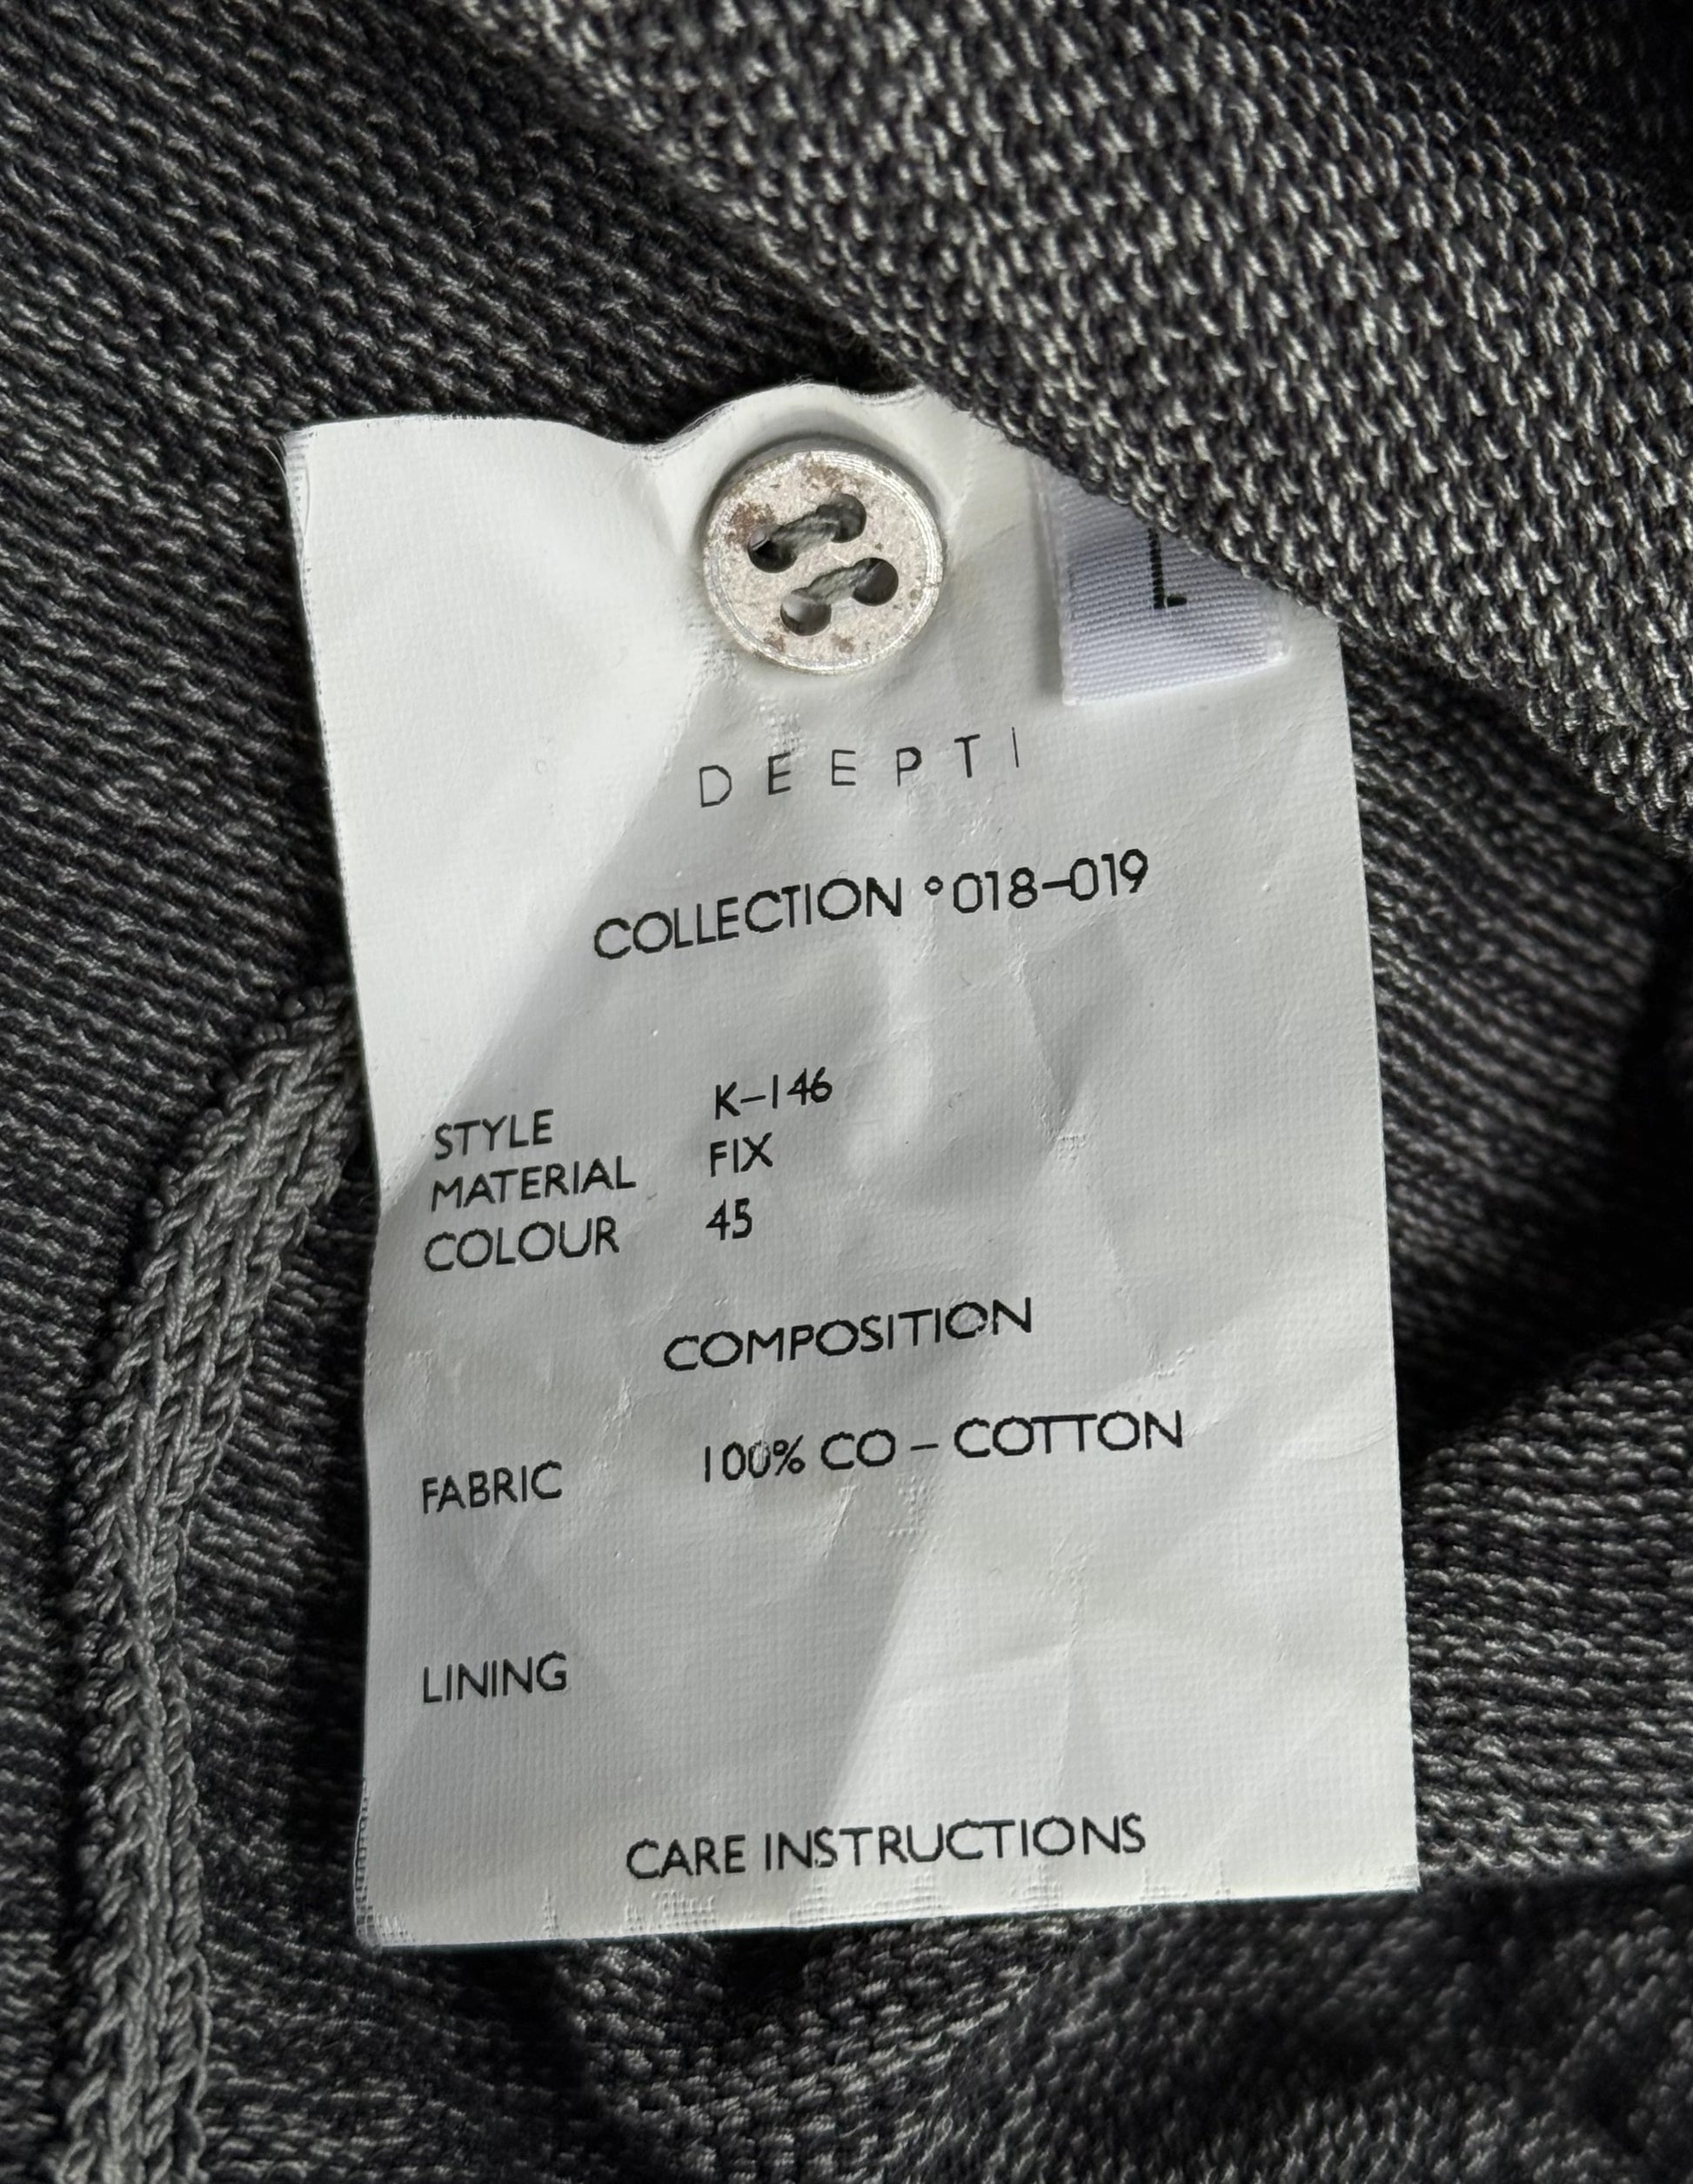 L
DEEPTI
COLLECTION °018–019
STYLE K–146
MATERIAL FIX
COLOUR 45
COMPOSITION
FABRIC 100% CO – COTTON
LINING
CARE INSTRUCTIONS